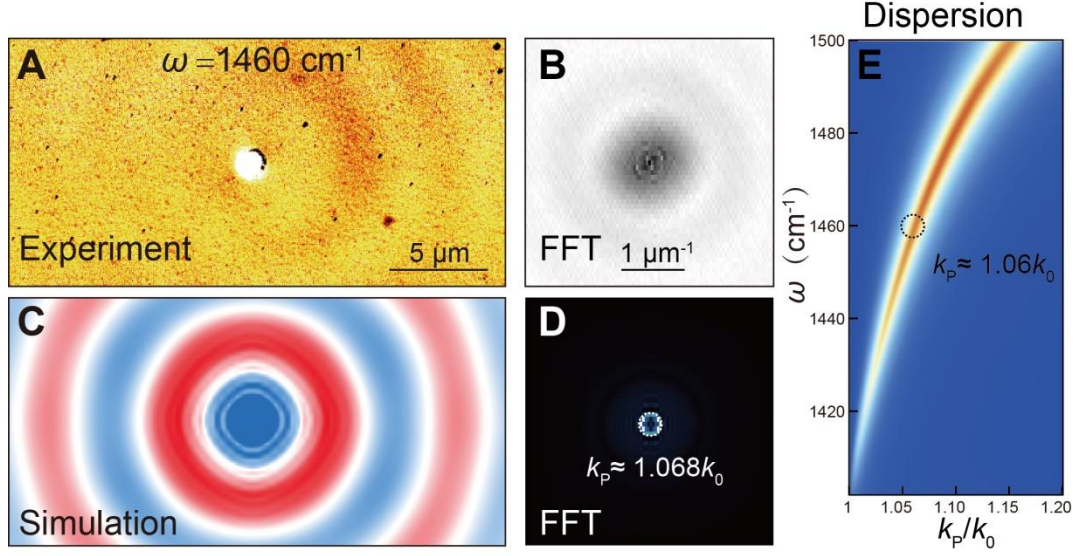 Dispersion
A
ω = 1460 cm⁻¹
Experiment
5 μm
B
FFT
1 μm⁻¹
C
Simulation
D
kₚ ≈ 1.068k₀
FFT
E
1500
1480
1460
1440
1420
ω (cm⁻¹)
kₚ ≈ 1.06k₀
1 1.05 1.10 1.15 1.20
kₚ/k₀